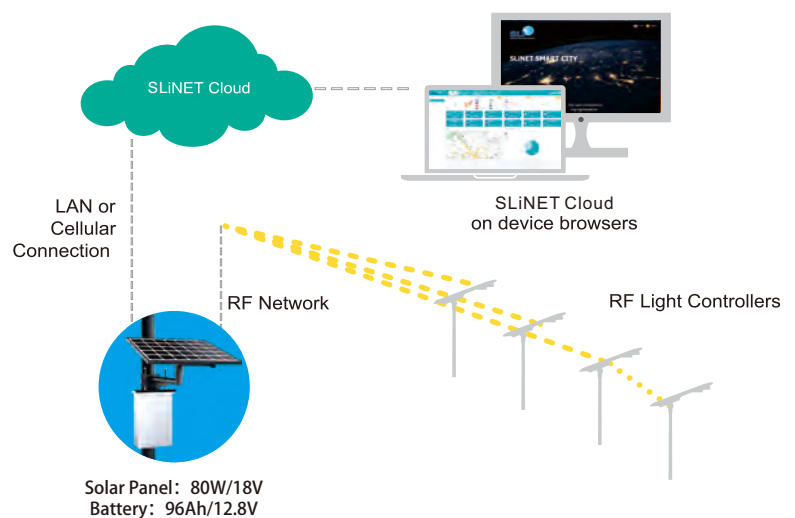 SLiNET Cloud
SLiNET SMART CITY
SLiNET Cloud
on device browsers
LAN or
Cellular
Connection
RF Network
RF Light Controllers
Solar Panel：80W/18V
Battery：96Ah/12.8V